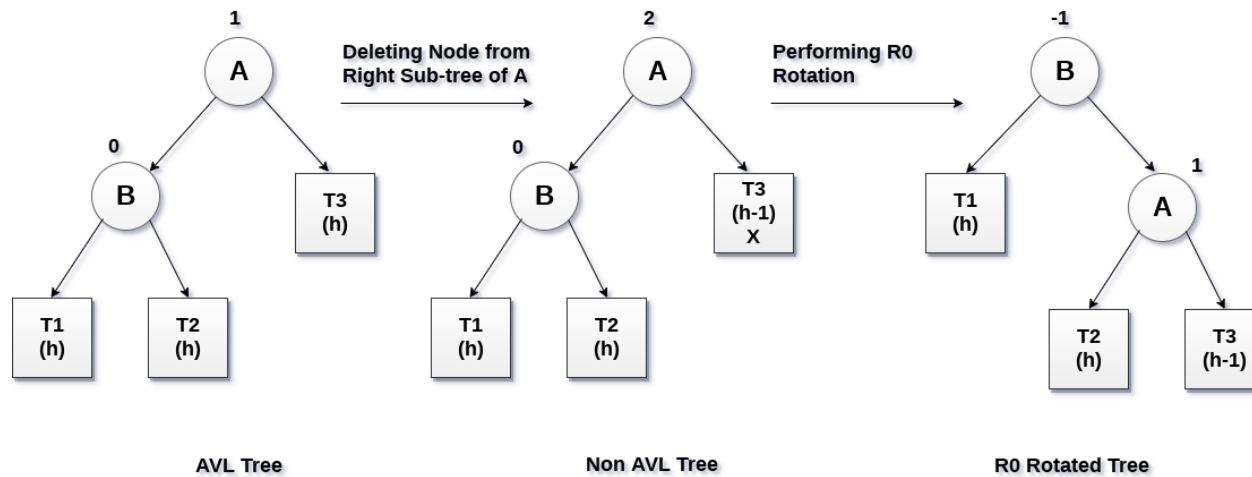 1
A
0
B
T3
(h)
T1
(h)
T2
(h)
AVL Tree
Deleting Node from
Right Sub-tree of A
2
A
0
B
T3
(h-1)
X
T1
(h)
T2
(h)
Non AVL Tree
Performing R0
Rotation
-1
B
T1
(h)
1
A
T2
(h)
T3
(h-1)
R0 Rotated Tree